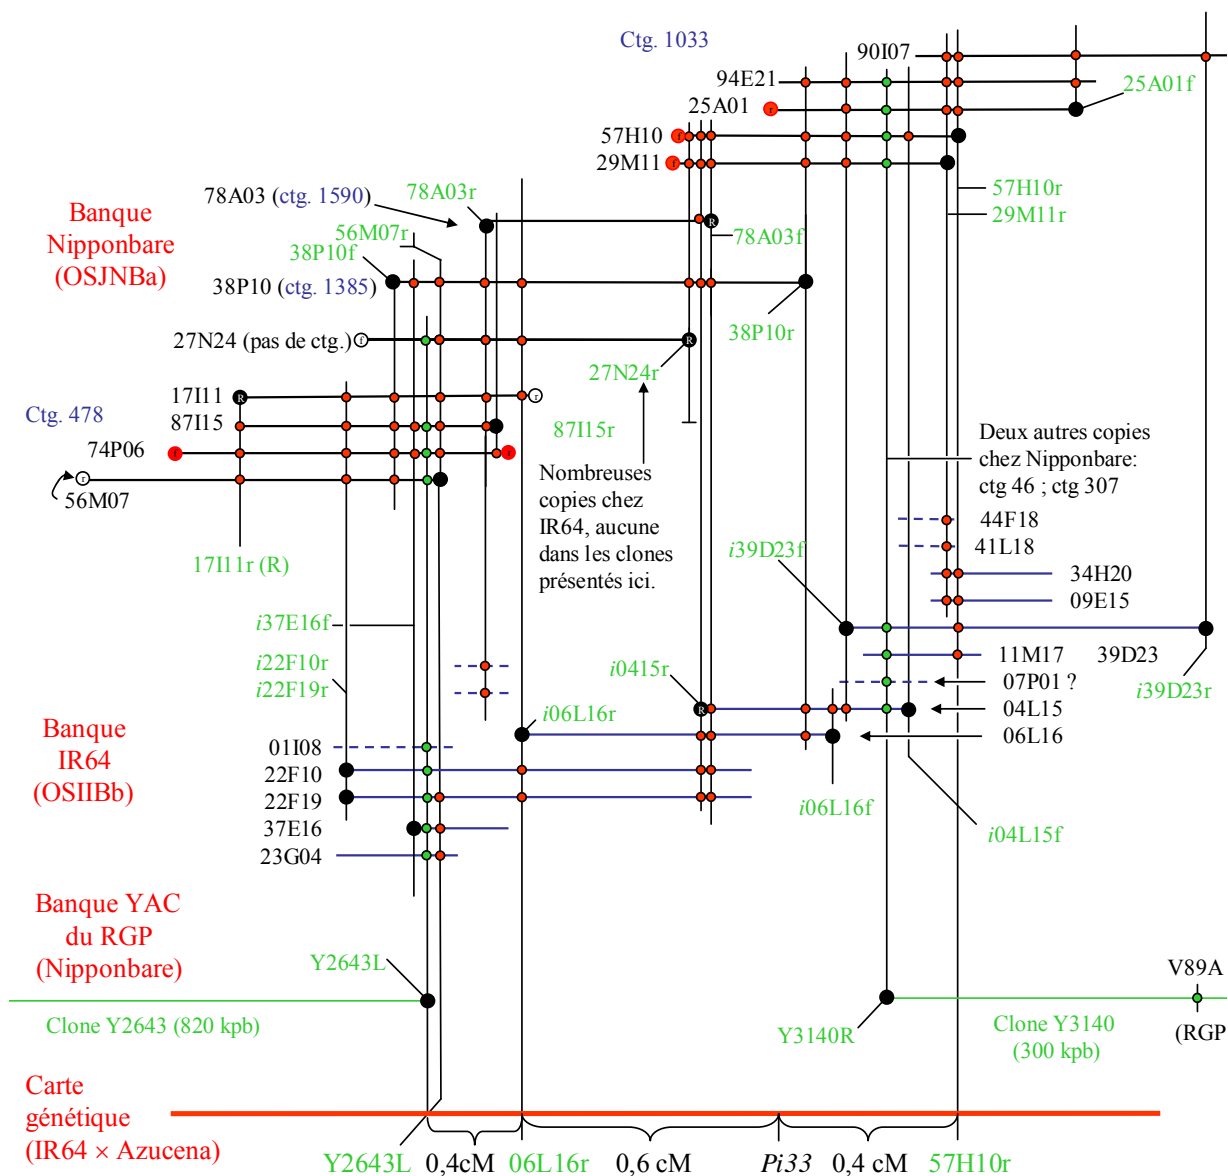 Ctg. 1033
90I07
94E21
25A01f
25A01
57H10
29M11
57H10r
29M11r
Banque
Nipponbare
(OSJNBa)
78A03 (ctg. 1590)
78A03r
78A03f
56M07r
38P10f
38P10 (ctg. 1385)
38P10r
27N24 (pas de ctg.)
27N24r
Ctg. 478
17I11
87I15
87I15r
74P06
56M07
17I11r (R)
Nombreuses
copies chez
IR64, aucune
dans les clones
présentés ici.
Deux autres copies
chez Nipponbare:
ctg 46 ; ctg 307
44F18
41L18
34H20
09E15
i39D23f
i37E16f
i22F10r
i22F19r
i0415r
11M17
39D23
07P01 ?
i39D23r
04L15
06L16
i06L16r
i06L16f
i04L15f
Banque
IR64
(OSIIBb)
01I08
22F10
22F19
37E16
23G04
Banque YAC
du RGP
(Nipponbare)
Y2643L
V89A
Clone Y2643 (820 kpb)
Y3140R
Clone Y3140
(300 kpb)
(RGP
Carte
génétique
(IR64 × Azucena)
Y2643L 0,4cM 06L16r 0,6 cM Pi33 0,4 cM 57H10r
f
r
R
f
r
f
R
R
r
r
r
f
R